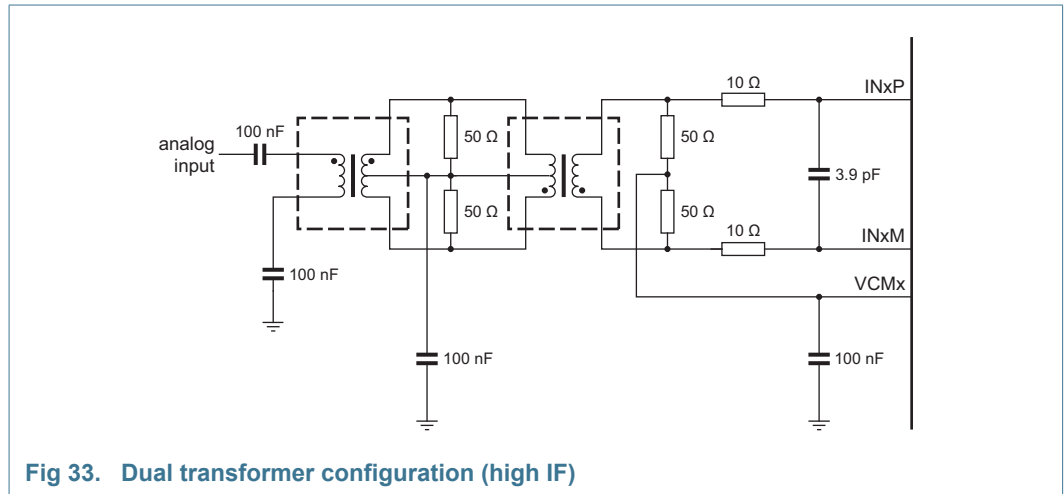 INxP
10 Ω
100 nF
analog
input
50 Ω
50 Ω
3.9 pF
50 Ω
50 Ω
10 Ω
INxM
VCMx
100 nF
100 nF
100 nF
Fig 33. Dual transformer configuration (high IF)